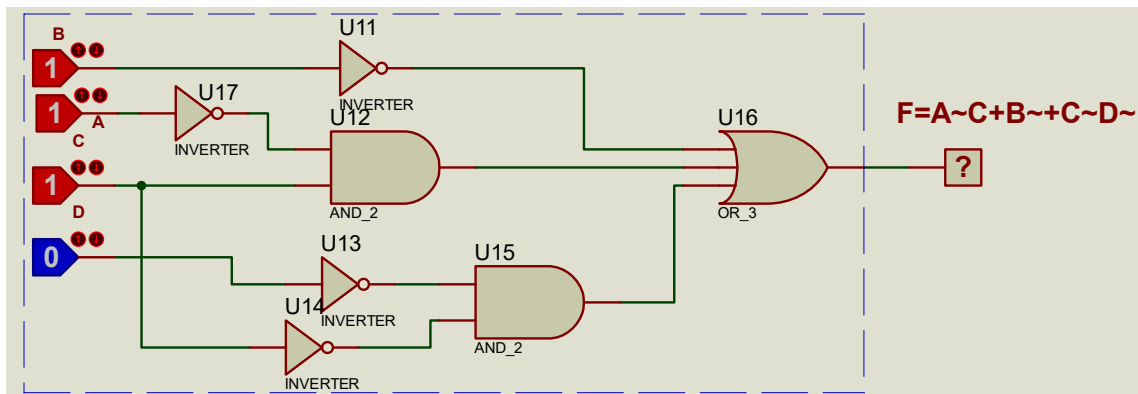 B
U11
1
U17
INVERTER
1
A
C
U12
F=A~C+B~+C~D~
INVERTER
U16
1
?
D
AND_2
OR_3
0
U13
U15
U14
INVERTER
AND_2
INVERTER